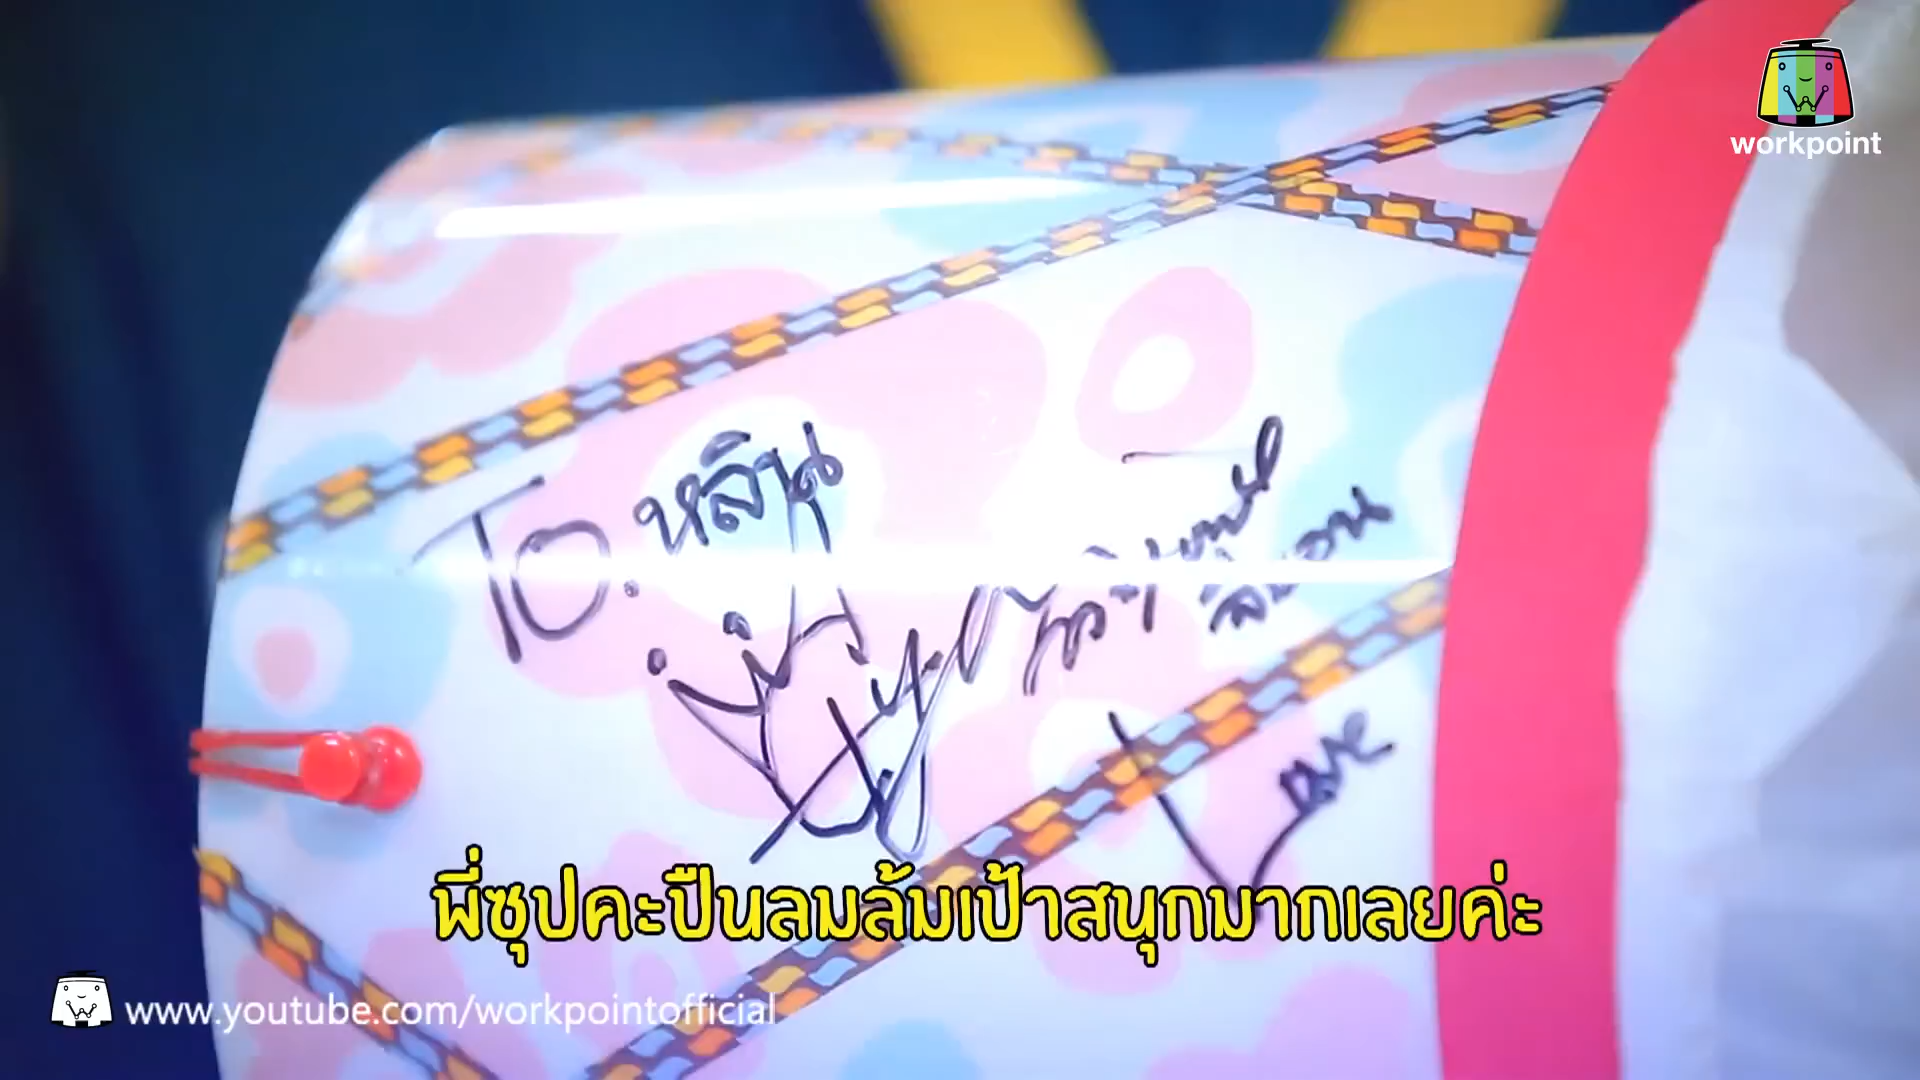 workpoint
To. หลิน
Love
พี่ซุปคะปืนลมล้มเป้าสนุกมากเลยค่ะ
www.youtube.com/workpointofficial